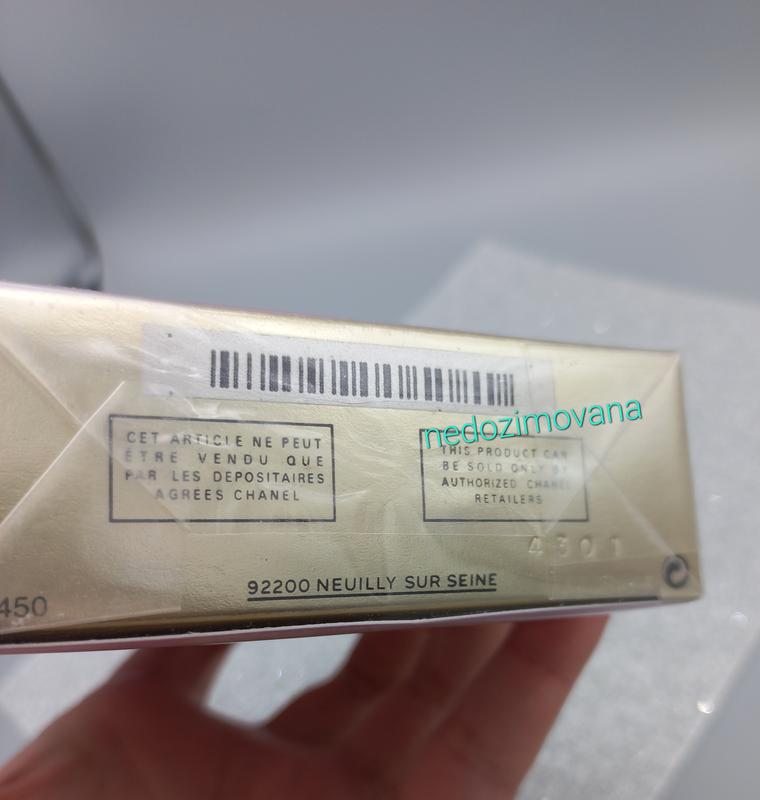 CET ARTICLE NE PEUT
ÊTRE VENDU QUE
PAR LES DEPOSITAIRES
AGREES CHANEL
nedozimovana
THIS PRODUCT CAN
BE SOLD ONLY BY
AUTHORIZED CHANEL
RETAILERS
4301
92200 NEUILLY SUR SEINE
450